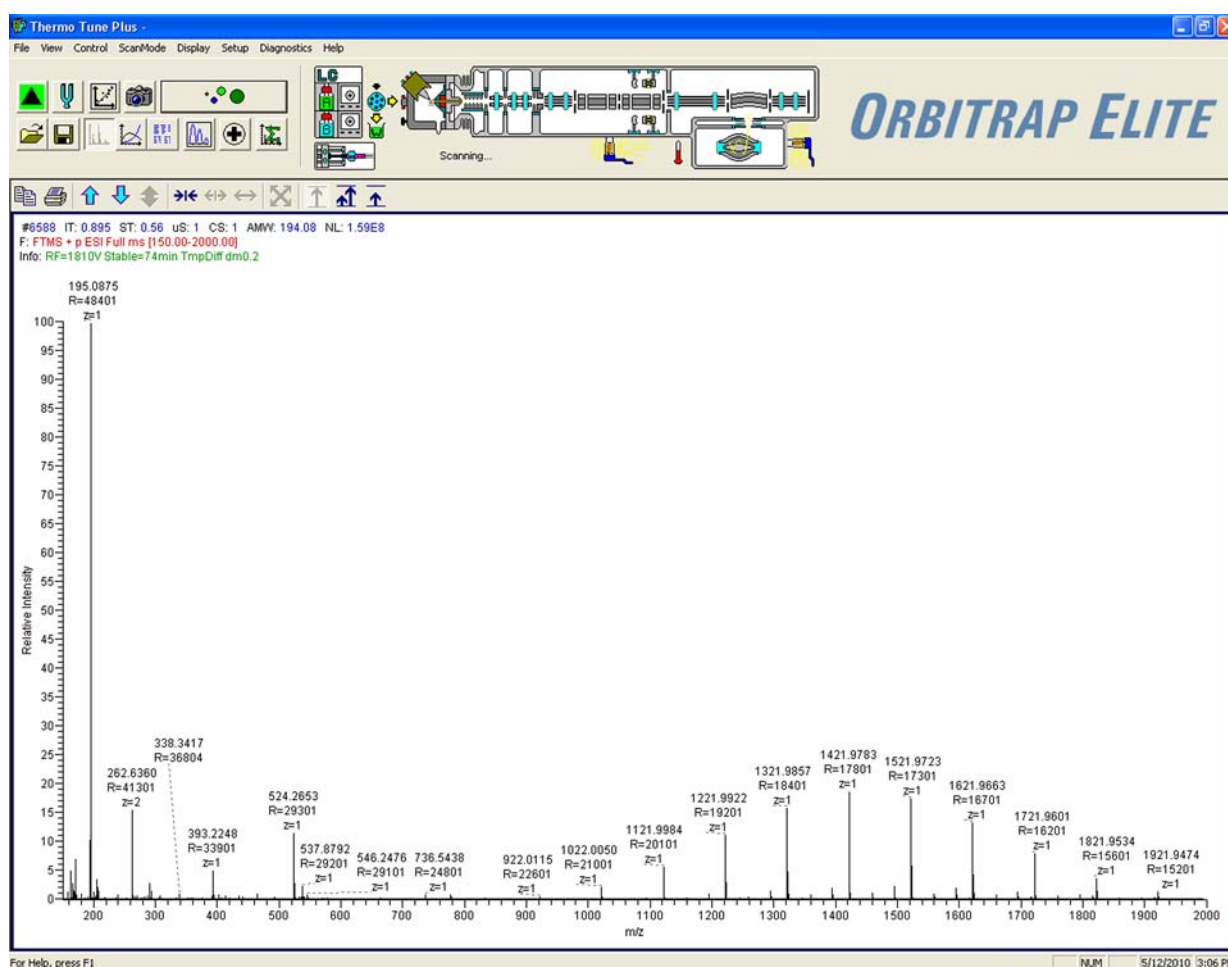 Thermo Tune Plus -
File View Control ScanMode Display Setup Diagnostics Help
LC
A
B
Scanning...
ORBITRAP ELITE
#6588 IT: 0.895 ST: 0.56 uS: 1 CS: 1 AMW: 194.08 NL: 1.59E8
F: FTMS + p ESI Full ms [150.00-2000.00]
Info: RF=1810V Stable=74min TmpDiff dm0.2
195.0875
R=48401
z=1
338.3417
R=36804
262.6360
R=41301
z=2
393.2248
R=33901
z=1
524.2653
R=29301
z=1
537.8792
R=29201
z=1
546.2476
R=29101
z=1
736.5438
R=24801
z=1
922.0115
R=22601
z=1
1022.0050
R=21001
z=1
1121.9984
R=20101
z=1
1221.9922
R=19201
z=1
1321.9857
R=18401
z=1
1421.9783
R=17801
z=1
1521.9723
R=17301
z=1
1621.9663
R=16701
z=1
1721.9601
R=16201
z=1
1821.9534
R=15601
z=1
1921.9474
R=15201
z=1
Relative Intensity
100
95
90
85
80
75
70
65
60
55
50
45
40
35
30
25
20
15
10
5
0
200 300 400 500 600 700 800 900 1000 1100 1200 1300 1400 1500 1600 1700 1800 1900 2000
m/z
For Help, press F1
NUM
5/12/2010 3:06 P